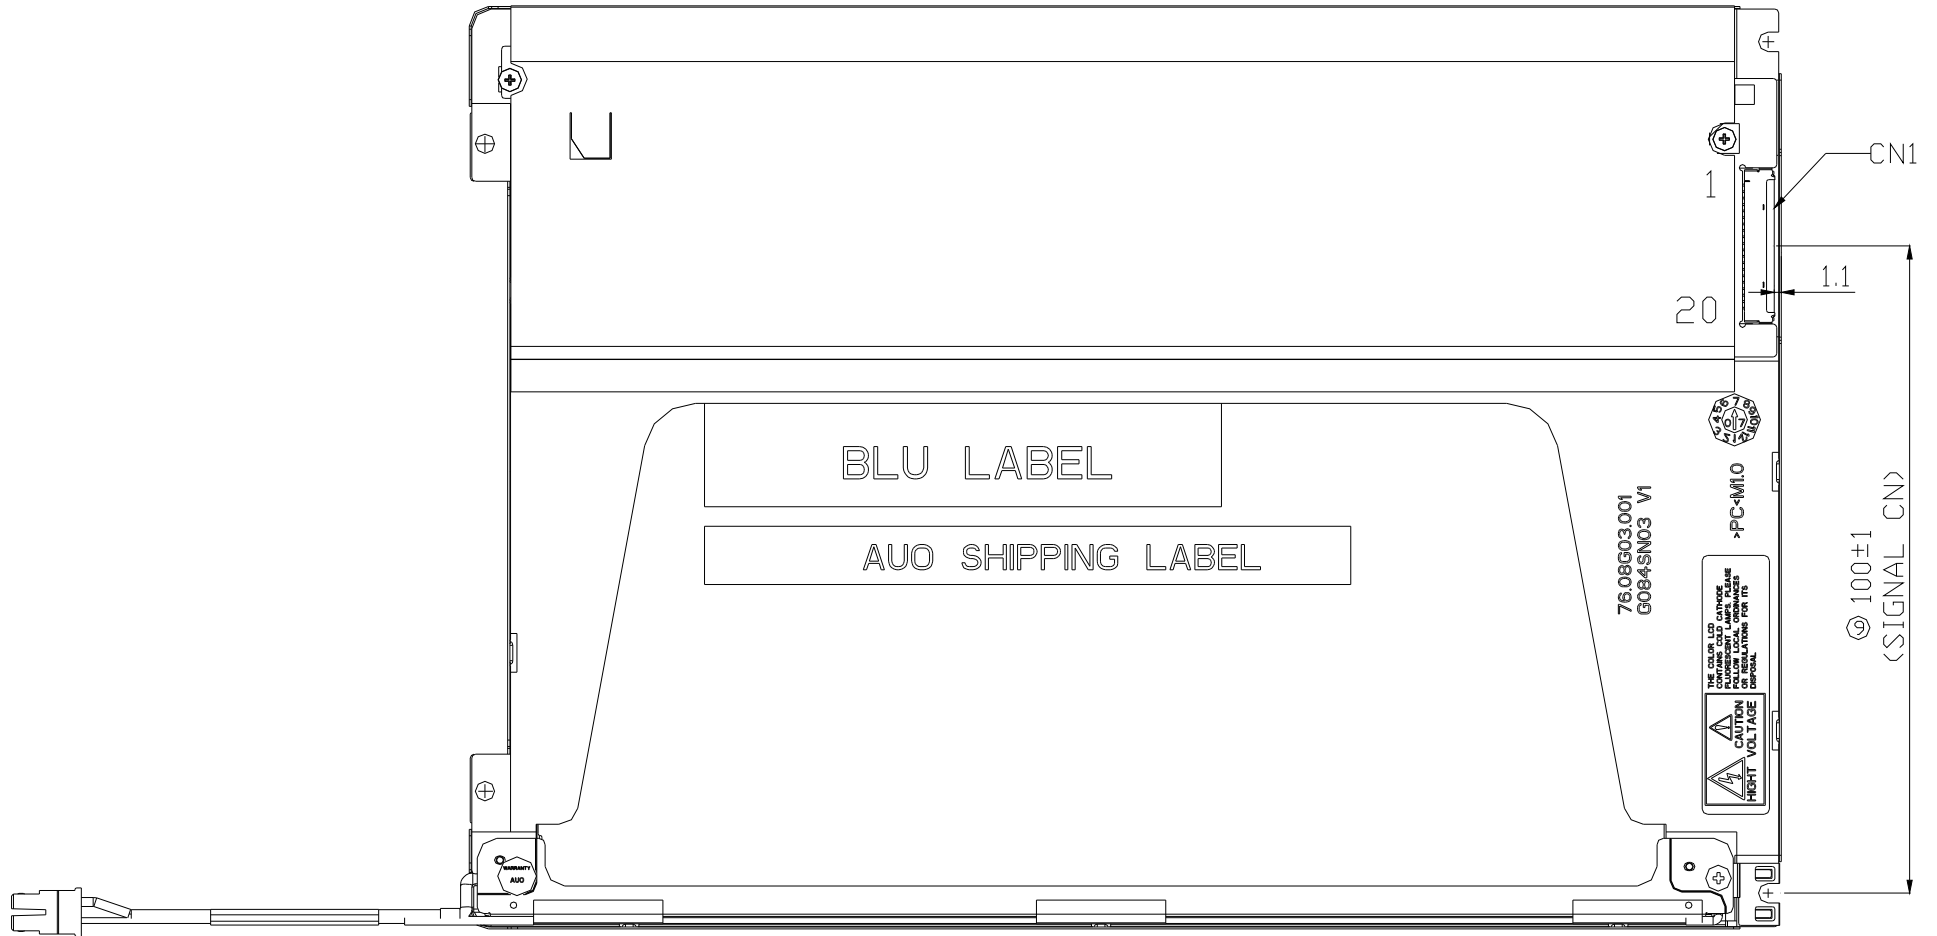 CN1
1
1.1
20
BLU LABEL
AUO SHIPPING LABEL
76.08G03.001
G084SN03 V1
>PC<M1.0
9 100±1
(SIGNAL CN)
THE COLOR LCD
CONTAINS COLD CATHODE
FLUORESCENT LAMPS. PLEASE
FOLLOW LOCAL ORDINANCES
OR REGULATIONS FOR ITS
DISPOSAL
CAUTION
HIGHT VOLTAGE
WARRANTY
AUO